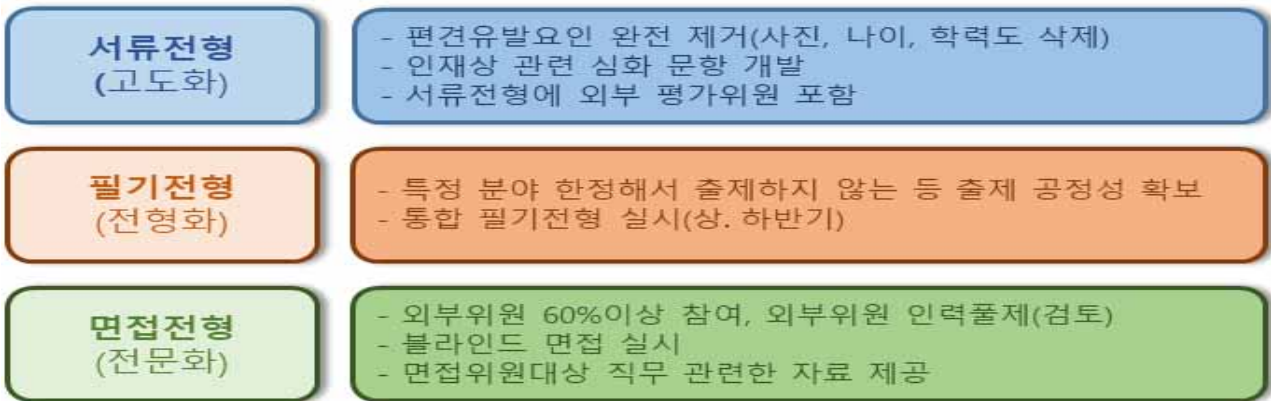 서류전형
(고도화)
- 편견유발요인 완전 제거(사진, 나이, 학력도 삭제)
- 인재상 관련 심화 문항 개발
- 서류전형에 외부 평가위원 포함
필기전형
(전형화)
- 특정 분야 한정해서 출제하지 않는 등 출제 공정성 확보
- 통합 필기전형 실시(상. 하반기)
면접전형
(전문화)
- 외부위원 60%이상 참여, 외부위원 인력풀제(검토)
- 블라인드 면접 실시
- 면접위원대상 직무 관련한 자료 제공